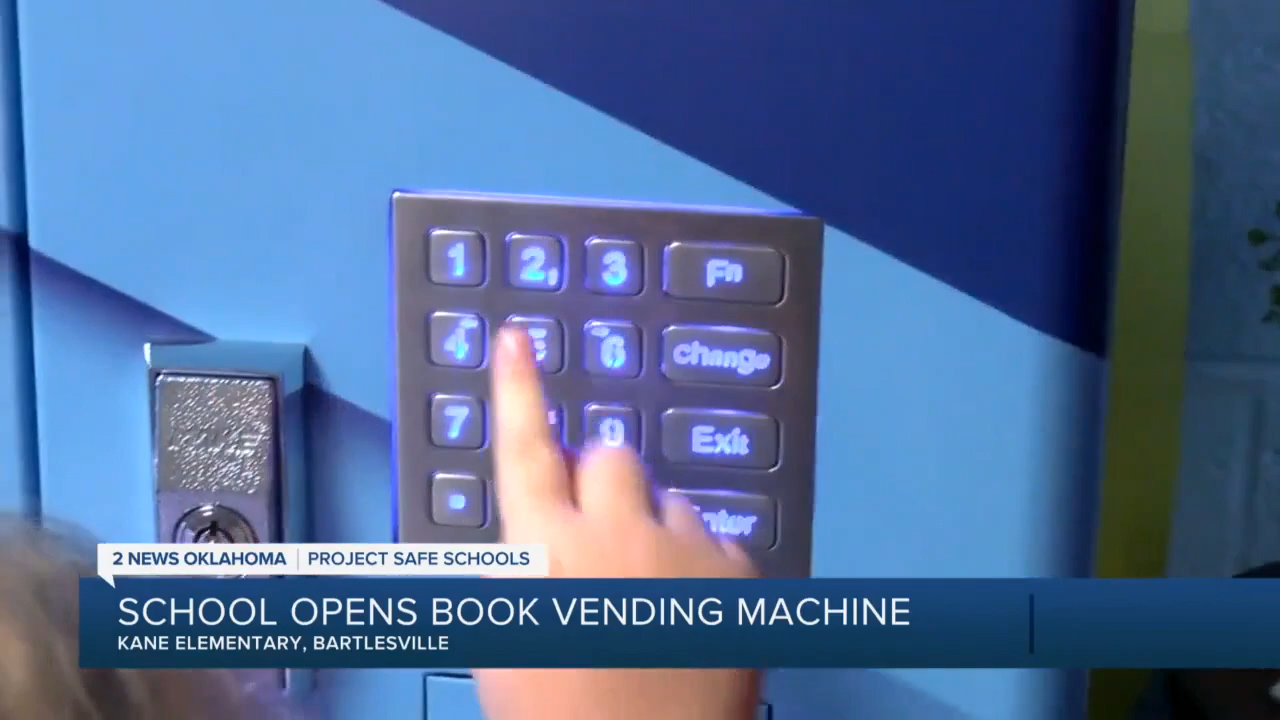 1 2, 3 Fn
4 6 change
7 9 Exit
.
2 NEWS OKLAHOMA | PROJECT SAFE SCHOOLS
SCHOOL OPENS BOOK VENDING MACHINE
KANE ELEMENTARY, BARTLESVILLE